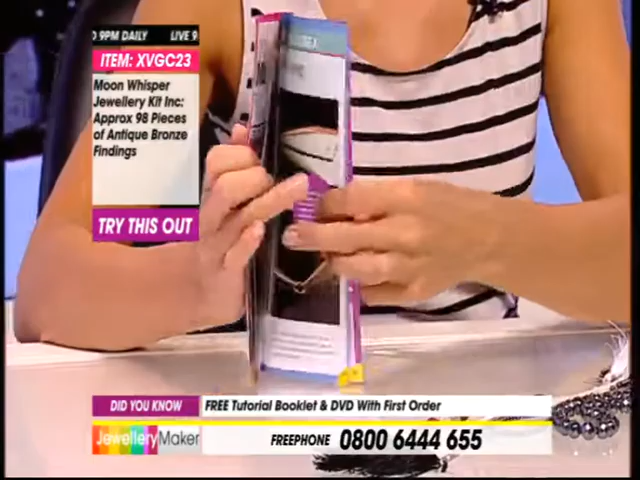 9PM DAILY LIVE 9
ITEM: XVGC23
Moon Whisper
Jewellery Kit Inc:
Approx 98 Pieces
of Antique Bronze
Findings
TRY THIS OUT
DID YOU KNOW
FREE Tutorial Booklet & DVD With First Order
JewelleryMaker
FREEPHONE 0800 6444 655